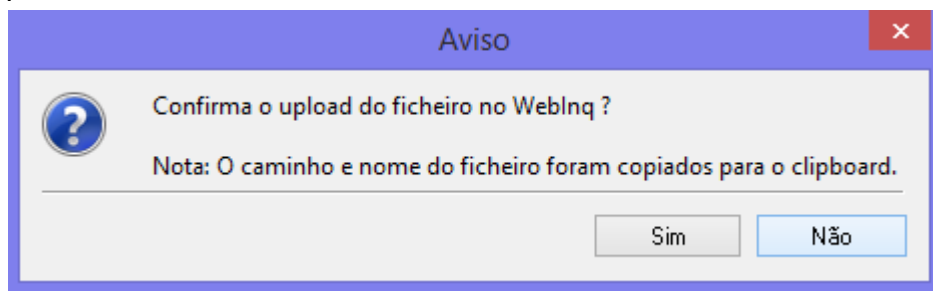 Aviso
Confirma o upload do ficheiro no WebInq ?
Nota: O caminho e nome do ficheiro foram copiados para o clipboard.
Sim
Não